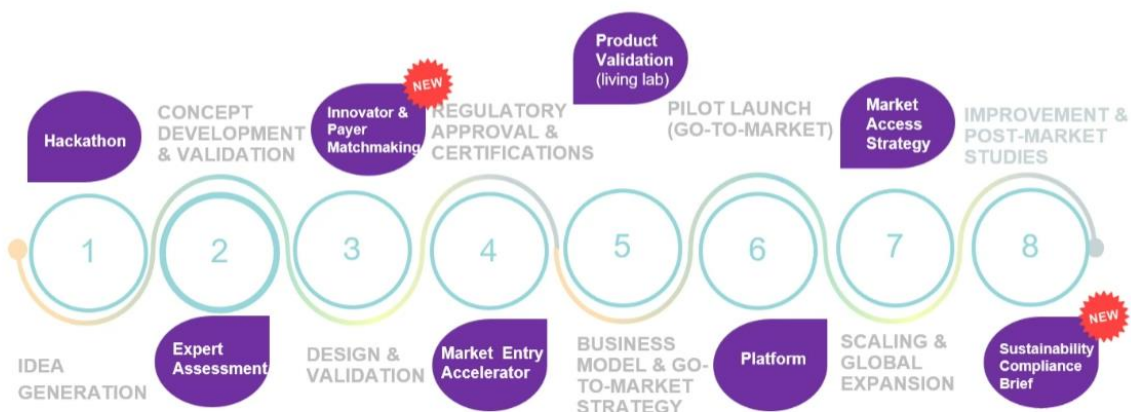 Hackathon
CONCEPT
DEVELOPMENT
& VALIDATION
Innovator &
Payer
Matchmaking
NEW
REGULATORY
APPROVAL &
CERTIFICATIONS
Product
Validation
(living lab)
PILOT LAUNCH
(GO-TO-MARKET)
Market
Access
Strategy
IMPROVEMENT &
POST-MARKET
STUDIES
1
2
3
4
5
6
7
8
IDEA
GENERATION
Expert
Assessment
DESIGN &
VALIDATION
Market Entry
Accelerator
BUSINESS
MODEL & GO-
TO-MARKET
STRATEGY
Platform
SCALING &
GLOBAL
EXPANSION
Sustainability
Compliance
Brief
NEW